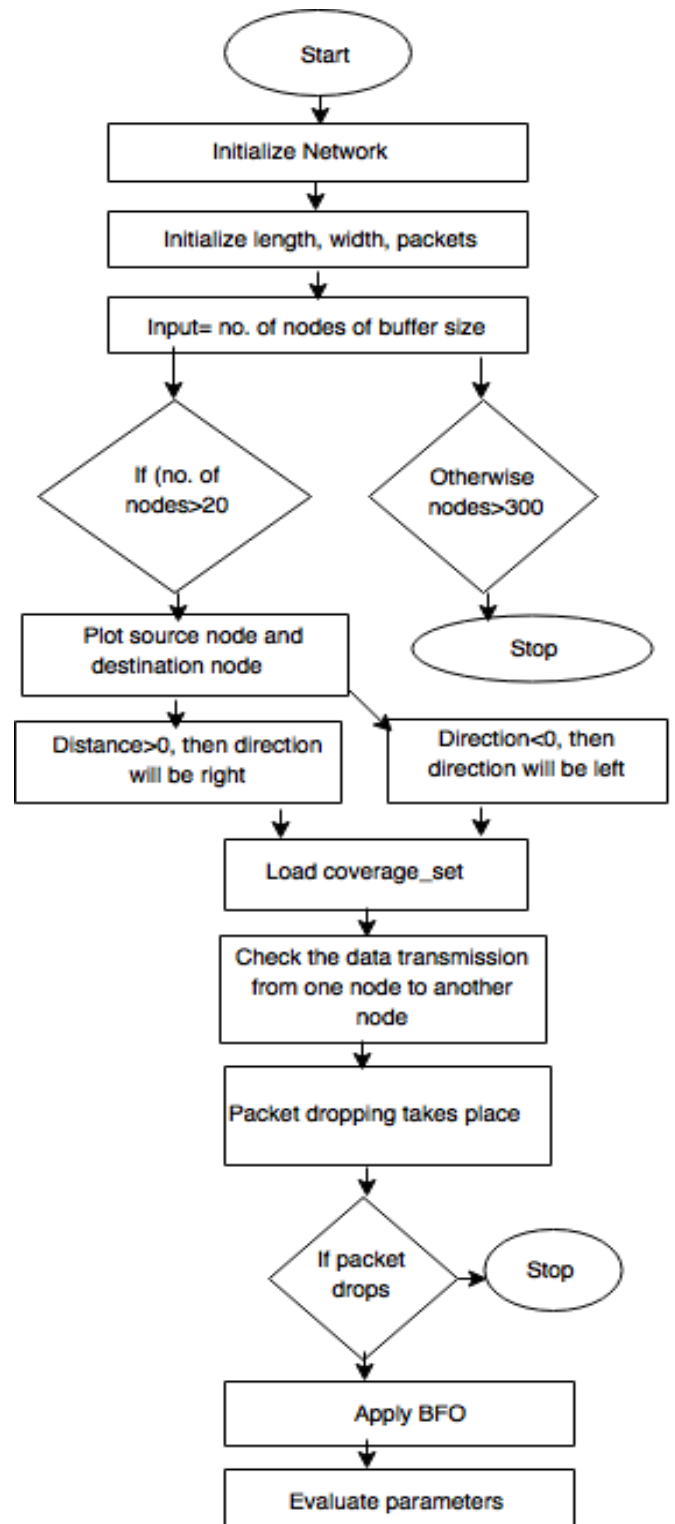 Start
Initialize Network
Initialize length, width, packets
Input= no. of nodes of buffer size
If (no. of
nodes>20
Otherwise
nodes>300
Plot source node and
destination node
Stop
Distance>0, then direction
will be right
Direction<0, then
direction will be left
Load coverage_set
Check the data transmission
from one node to another
node
Packet dropping takes place
If packet
drops
Stop
Apply BFO
Evaluate parameters